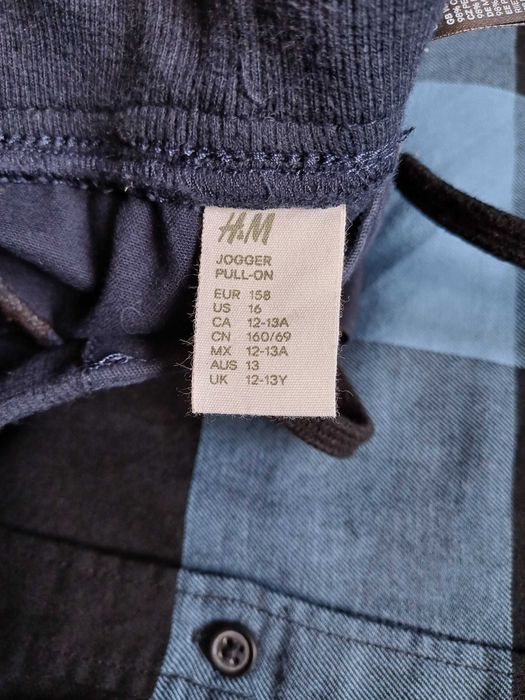 H&M
JOGGER
PULL-ON
EUR 158
US 16
CA 12-13A
CN 160/69
MX 12-13A
AUS 13
UK 12-13Y